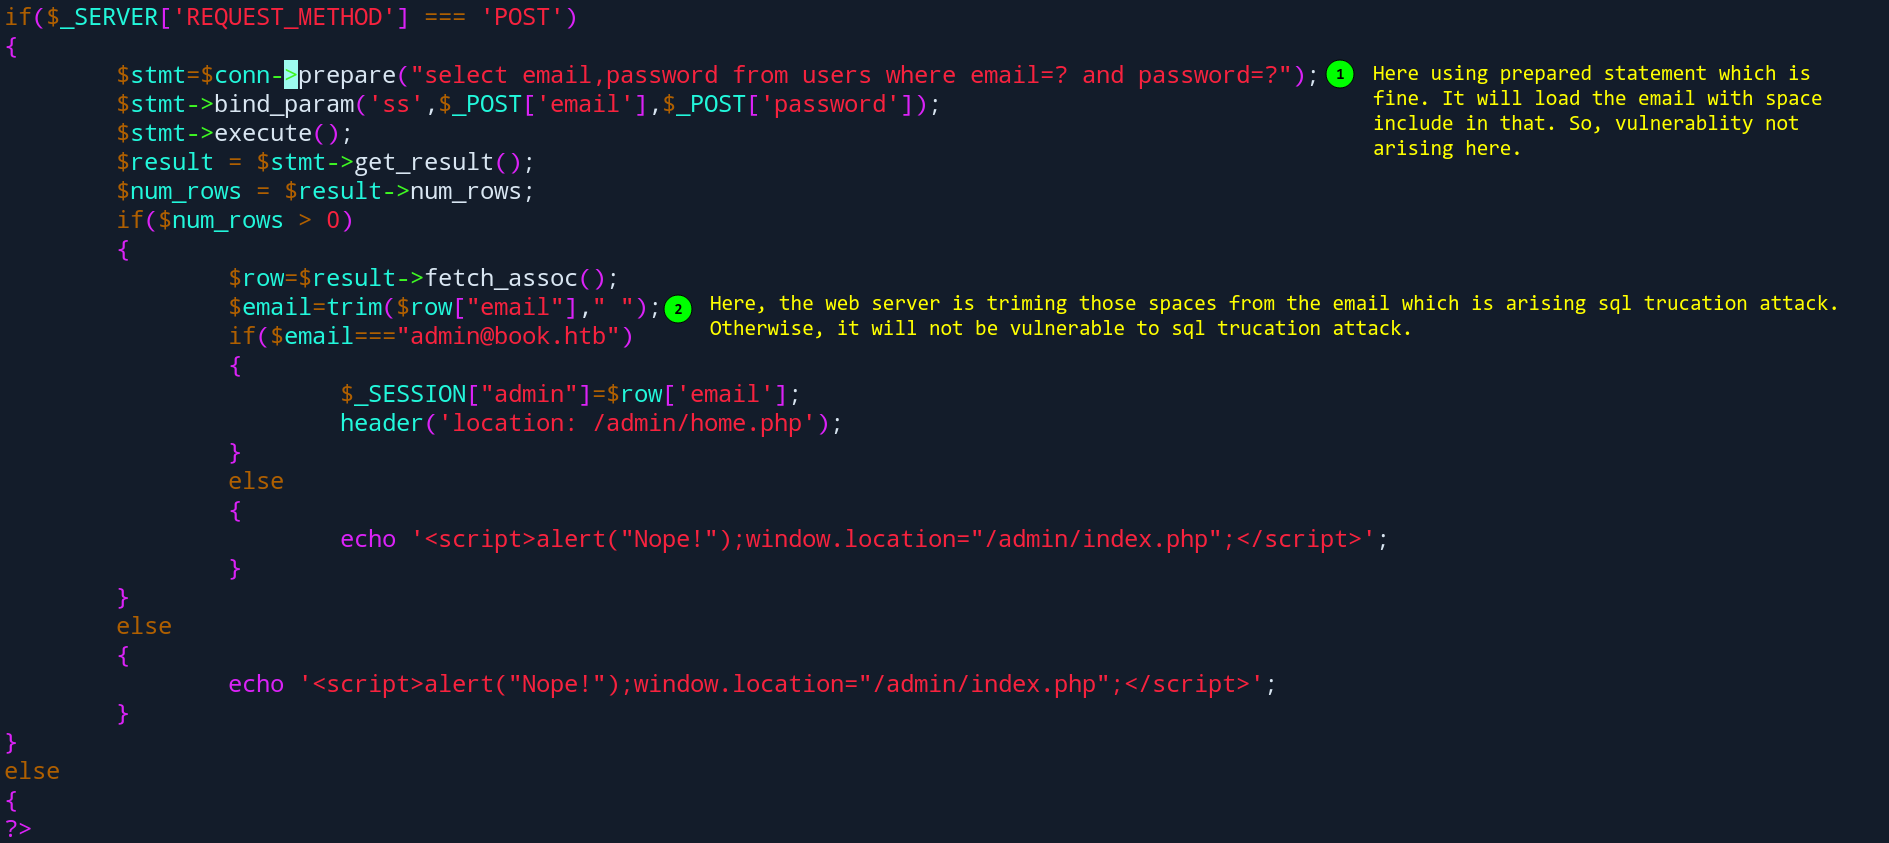 if($_SERVER['REQUEST_METHOD'] === 'POST')
{
$stmt=$conn->prepare("select email,password from users where email=? and password=?"); 1 Here using prepared statement which is
fine. It will load the email with space
include in that. So, vulnerablity not
arising here.
$stmt->bind_param('ss',$_POST['email'],$_POST['password']);
$stmt->execute();
$result = $stmt->get_result();
$num_rows = $result->num_rows;
if($num_rows > 0)
{
$row=$result->fetch_assoc();
$email=trim($row["email"]," "); 2 Here, the web server is triming those spaces from the email which is arising sql trucation attack.
Otherwise, it will not be vulnerable to sql trucation attack.
if($email==="admin@book.htb")
{
$_SESSION["admin"]=$row['email'];
header('location: /admin/home.php');
}
else
{
echo '<script>alert("Nope!");window.location="/admin/index.php";</script>';
}
}
else
{
echo '<script>alert("Nope!");window.location="/admin/index.php";</script>';
}
}
else
{
?>